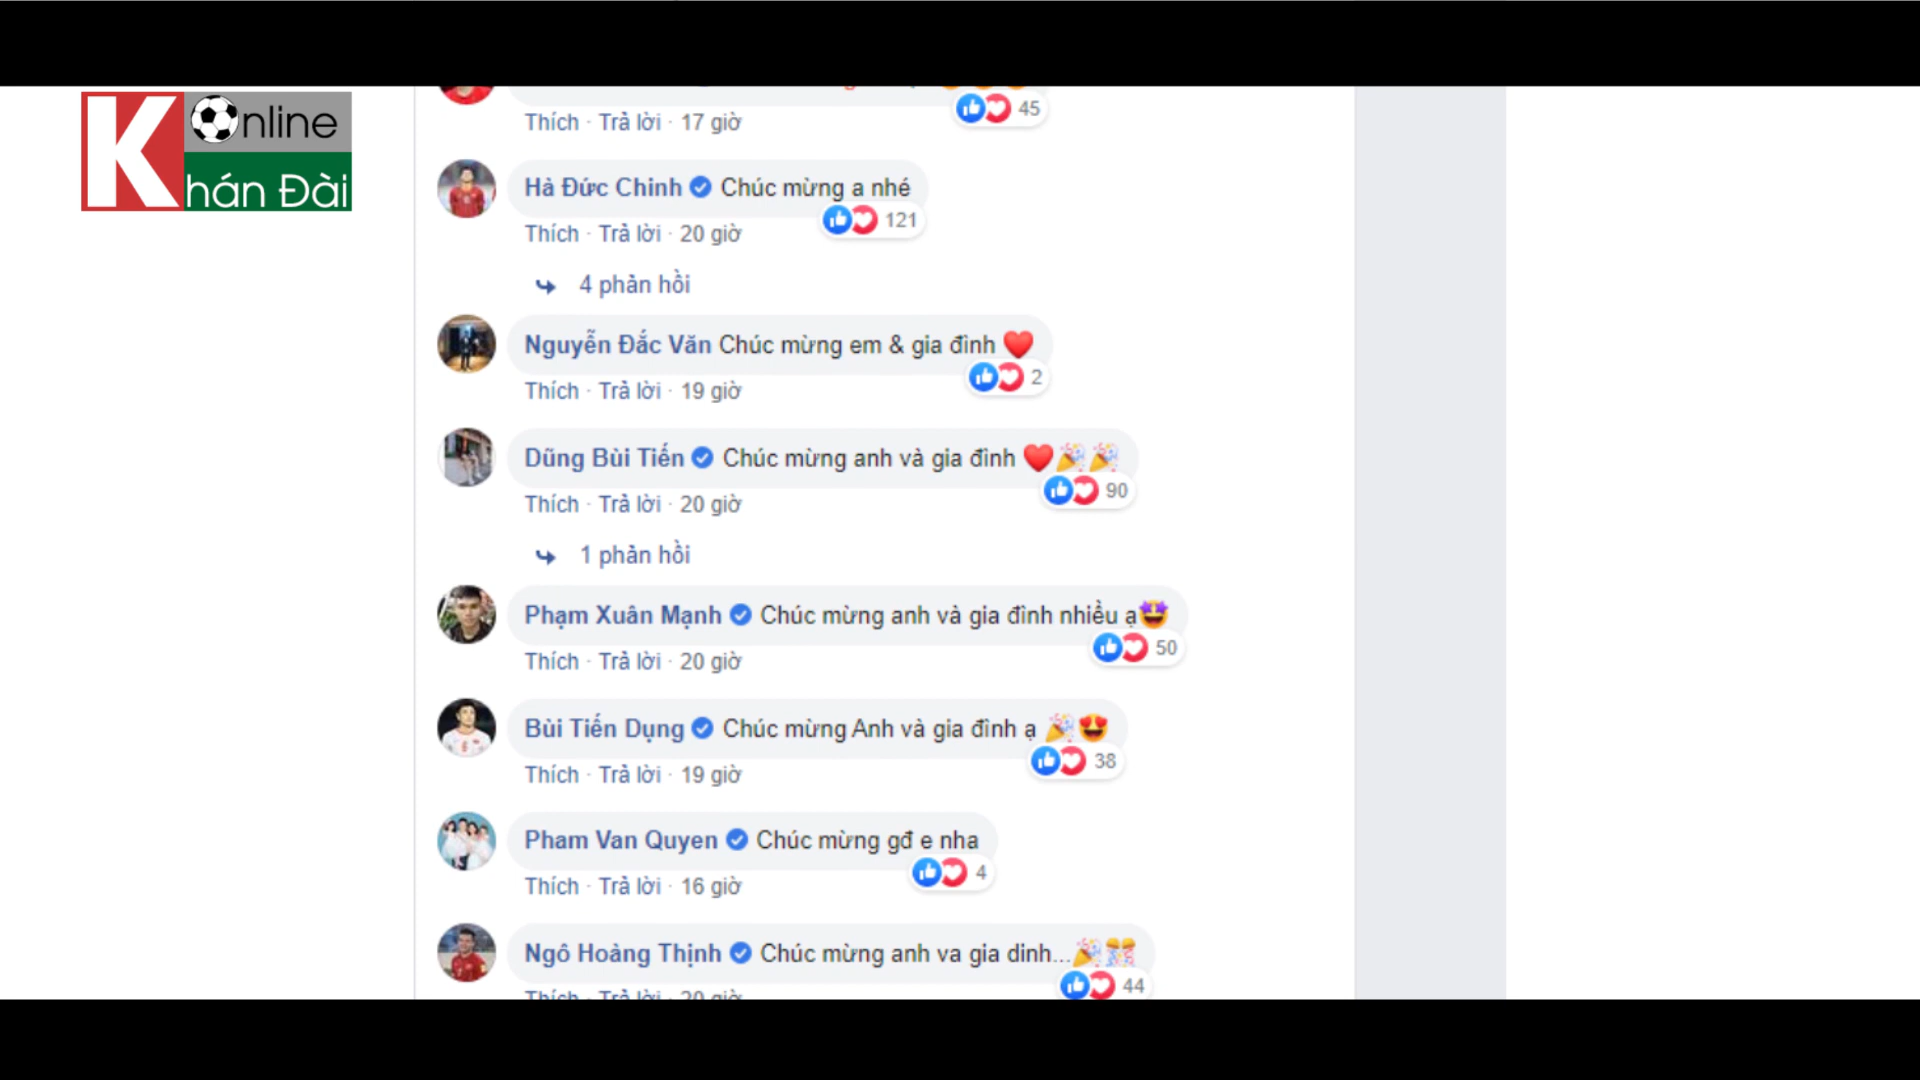 Online
Khán Đài
45
Thích · Trả lời · 17 giờ
Hà Đức Chinh Chúc mừng a nhé
121
Thích · Trả lời · 20 giờ
4 phản hồi
Nguyễn Đắc Văn Chúc mừng em & gia đình ❤️
2
Thích · Trả lời · 19 giờ
Dũng Bùi Tiến Chúc mừng anh và gia đình ❤️🎉🎉
90
Thích · Trả lời · 20 giờ
1 phản hồi
Phạm Xuân Mạnh Chúc mừng anh và gia đình nhiều ạ🤩
50
Thích · Trả lời · 20 giờ
Bùi Tiến Dụng Chúc mừng Anh và gia đình ạ 🎉😍
38
Thích · Trả lời · 19 giờ
Pham Van Quyen Chúc mừng gđ e nha
4
Thích · Trả lời · 16 giờ
Ngô Hoàng Thịnh Chúc mừng anh va gia dinh...🎉🎊
44
Thích · Trả lời · 20 giờ